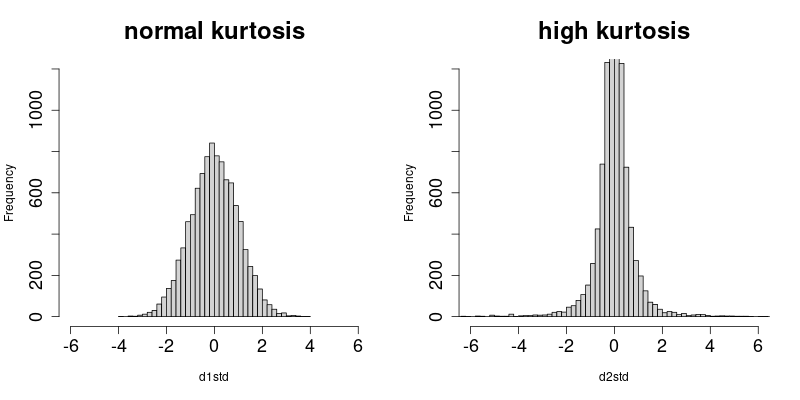 normal kurtosis
Frequency
0
200
600
1000
-6 -4 -2 0 2 4 6
d1std
high kurtosis
Frequency
0
200
600
1000
-6 -4 -2 0 2 4 6
d2std